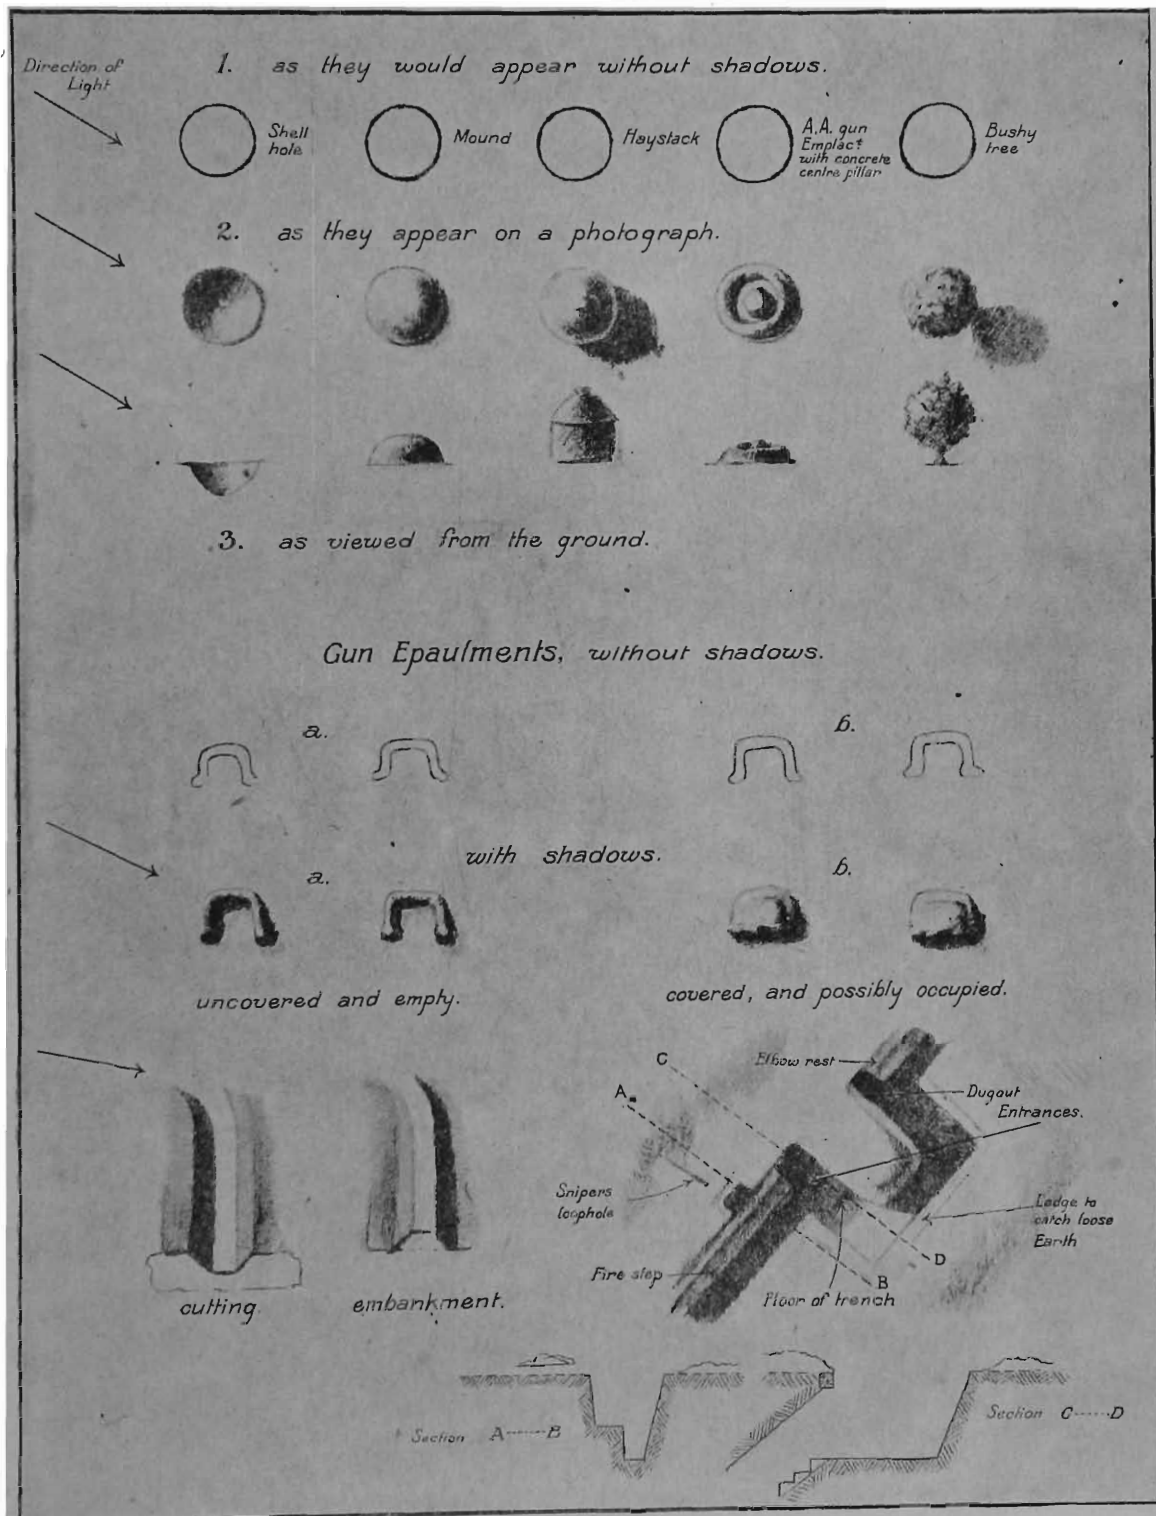 Direction of
Light
1. as they would appear without shadows.
Shell
hole
Mound
Haystack
A.A. gun
Emplact
with concrete
centre pillar
Bushy
tree
2. as they appear on a photograph.
3. as viewed from the ground.
Gun Epaulments, without shadows.
a.
b.
with shadows.
a.
b.
uncovered and empty.
covered, and possibly occupied.
C
A
Elbow rest
Dugout
Entrances.
Snipers
loophole
Ledge to
catch loose
Earth
Fire step
D
B
Floor of trench
cutting.
embankment.
Section A-------B
Section C------D